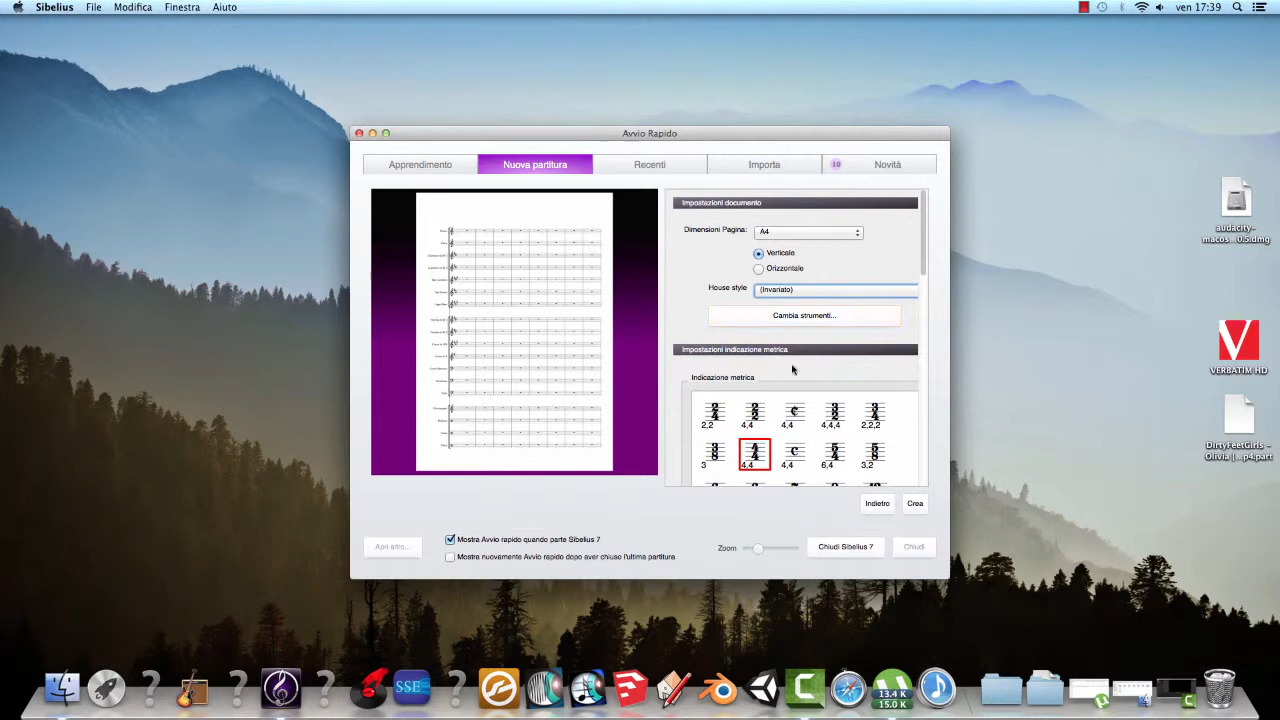 Sibelius File Modifica Finestra Aiuto
ven 17:39
Avvio Rapido
Apprendimento Nuova partitura Recenti Importa 10 Novità
Impostazioni documento
Dimensioni Pagina: A4
Verticale
Orizzontale
House style (Invariato)
Cambia strumenti...
Impostazioni indicazione metrica
Indicazione metrica
2,2 4,4 4,4 4,4,4 2,2,2
3 4,4 4,4 6,4 3,2
Indietro Crea
Apri altro...
Mostra Avvio rapido quando parte Sibelius 7
Mostra nuovamente Avvio rapido dopo aver chiuso l'ultima partitura
Zoom
Chiudi Sibelius 7 Chiudi
audacity-
macos...0.5.dmg
VERBATIM HD
DirtyFeetGirls -
Olivia [...p4.part
SSE
13.4 K
15.0 K